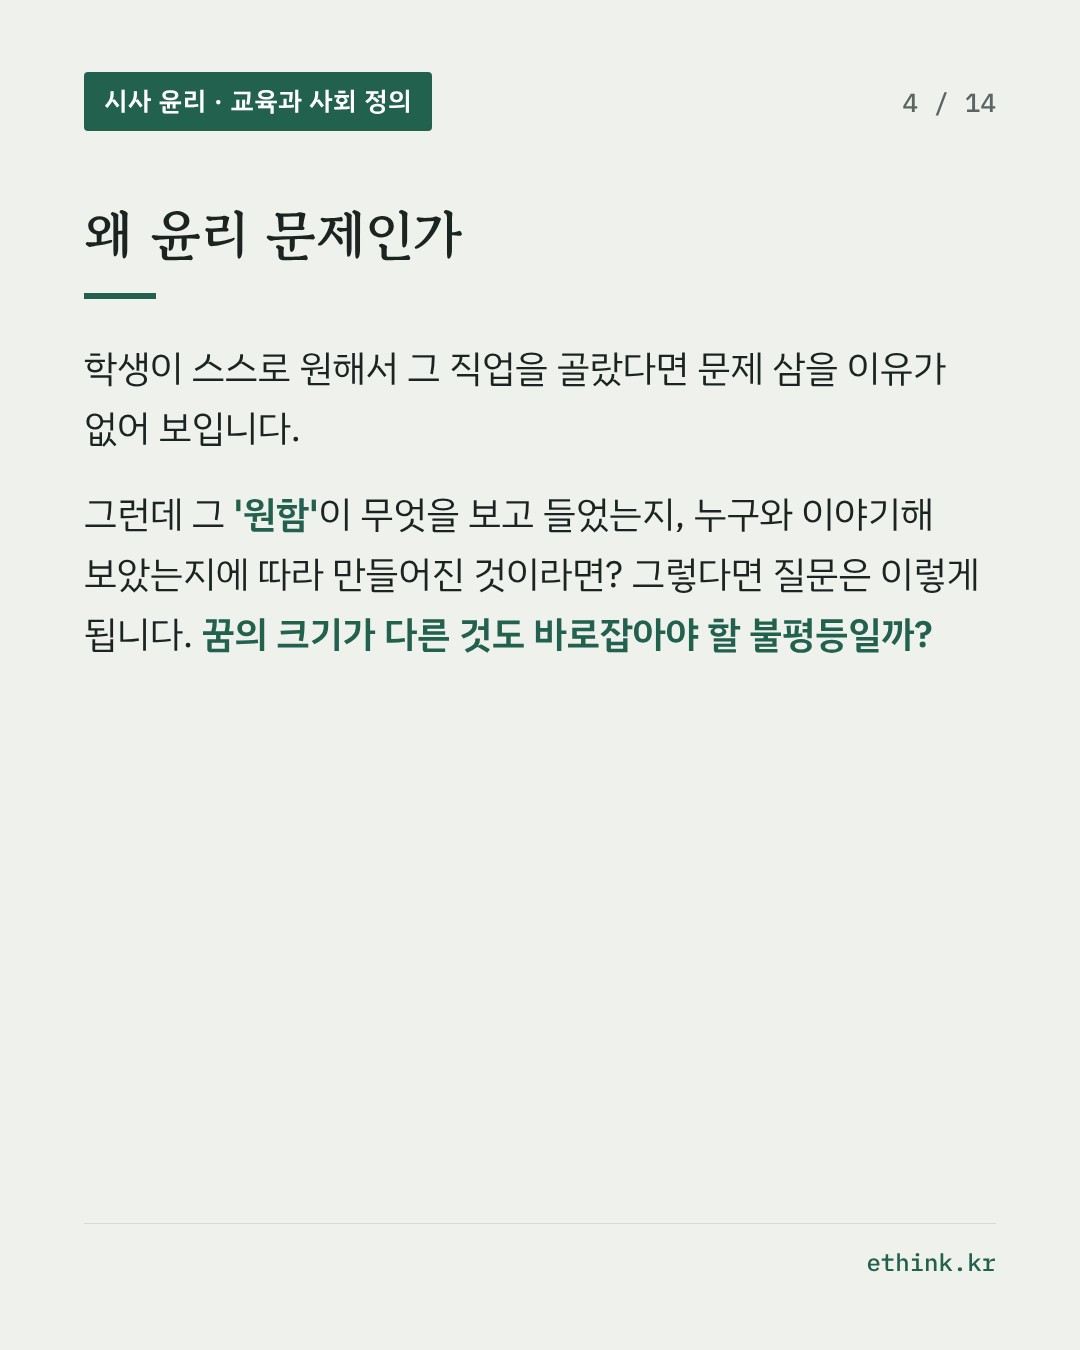 시사 윤리 · 교육과 사회 정의
4 / 14
왜 윤리 문제인가
학생이 스스로 원해서 그 직업을 골랐다면 문제 삼을 이유가
없어 보입니다.
그런데 그 '원함'이 무엇을 보고 들었는지, 누구와 이야기해
보았는지에 따라 만들어진 것이라면? 그렇다면 질문은 이렇게
됩니다. 꿈의 크기가 다른 것도 바로잡아야 할 불평등일까?
ethink.kr